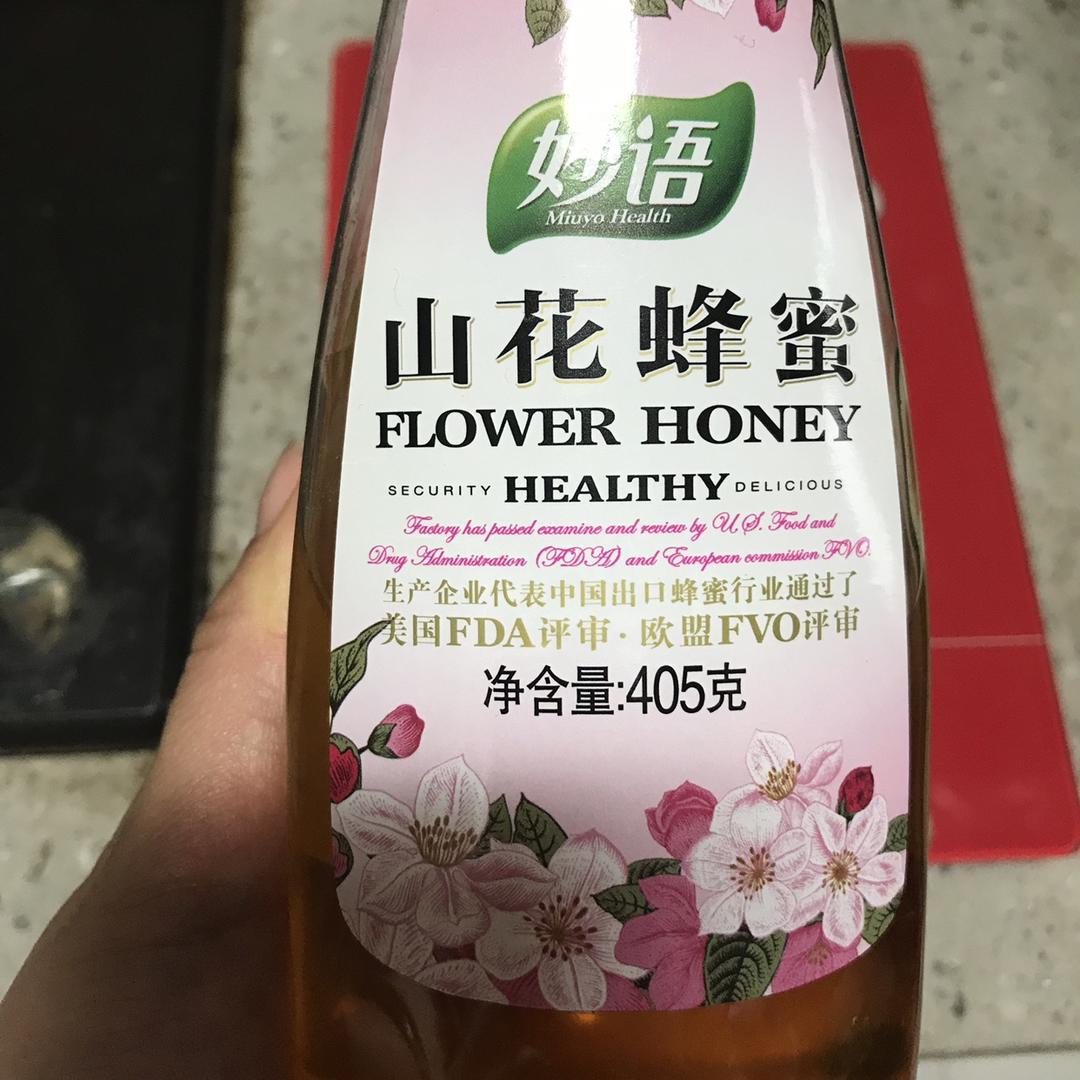 妙语
Miuyo Health
山花蜂蜜
FLOWER HONEY
SECURITY HEALTHY DELICIOUS
Factory has passed examine and review by U.S. Food and
Drug Administration (FDA) and European commission FVO.
生产企业代表中国出口蜂蜜行业通过了
美国FDA评审·欧盟FVO评审
净含量:405克